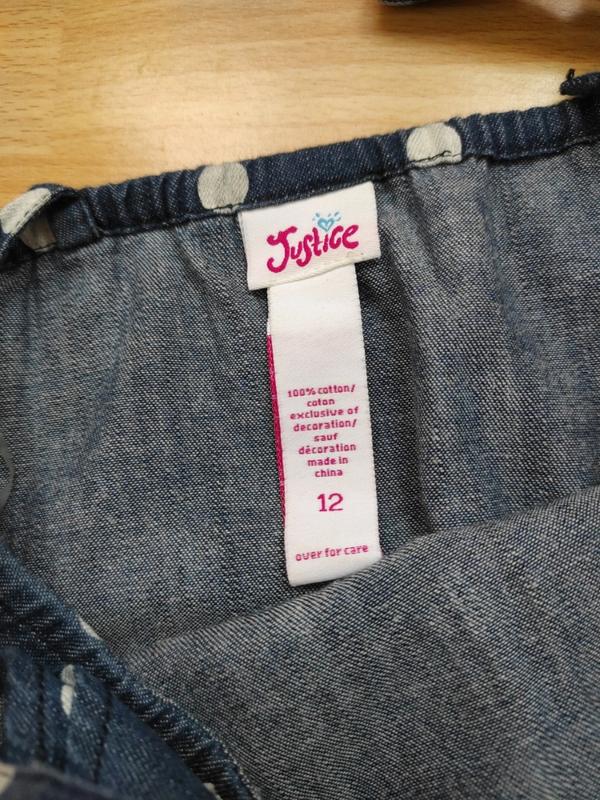 Justice
100% cotton/
coton
exclusive of
decoration/
sauf
décoration
made in
china
12
over for care